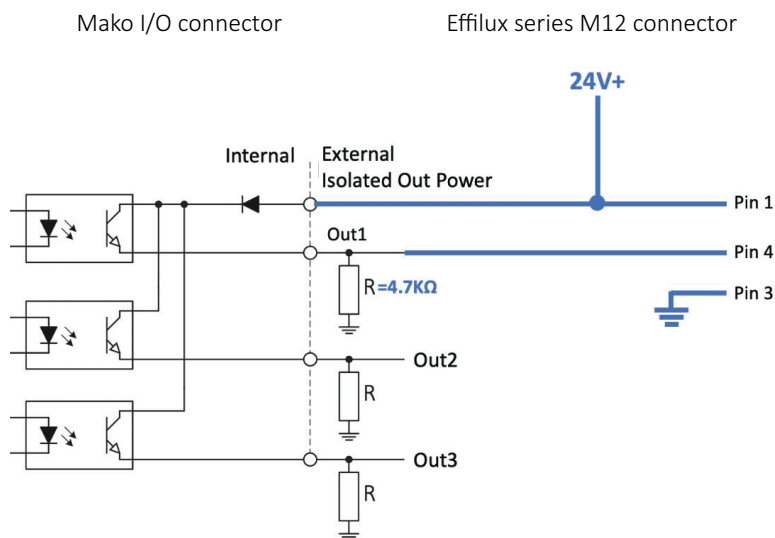 Mako I/O connector
Effilux series M12 connector
24V+
Internal
External
Isolated Out Power
Pin 1
Out1
Pin 4
R =4.7KΩ
Pin 3
Out2
R
Out3
R